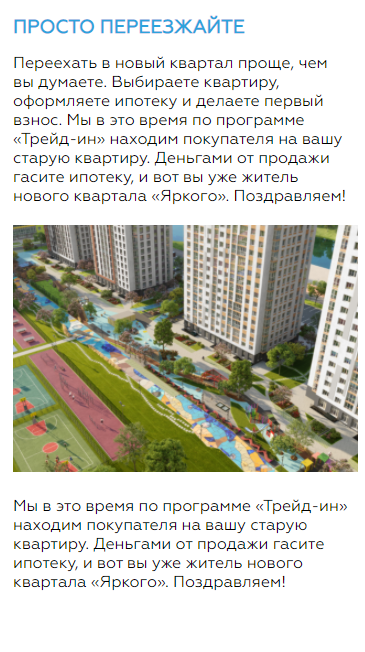 ПРОСТО ПЕРЕЕЗЖАЙТЕ
Переехать в новый квартал проще, чем
вы думаете. Выбираете квартиру,
оформляете ипотеку и делаете первый
взнос. Мы в это время по программе
«Трейд-ин» находим покупателя на вашу
старую квартиру. Деньгами от продажи
гасите ипотеку, и вот вы уже житель
нового квартала «Яркого». Поздравляем!
Мы в это время по программе «Трейд-ин»
находим покупателя на вашу старую
квартиру. Деньгами от продажи гасите
ипотеку, и вот вы уже житель нового
квартала «Яркого». Поздравляем!